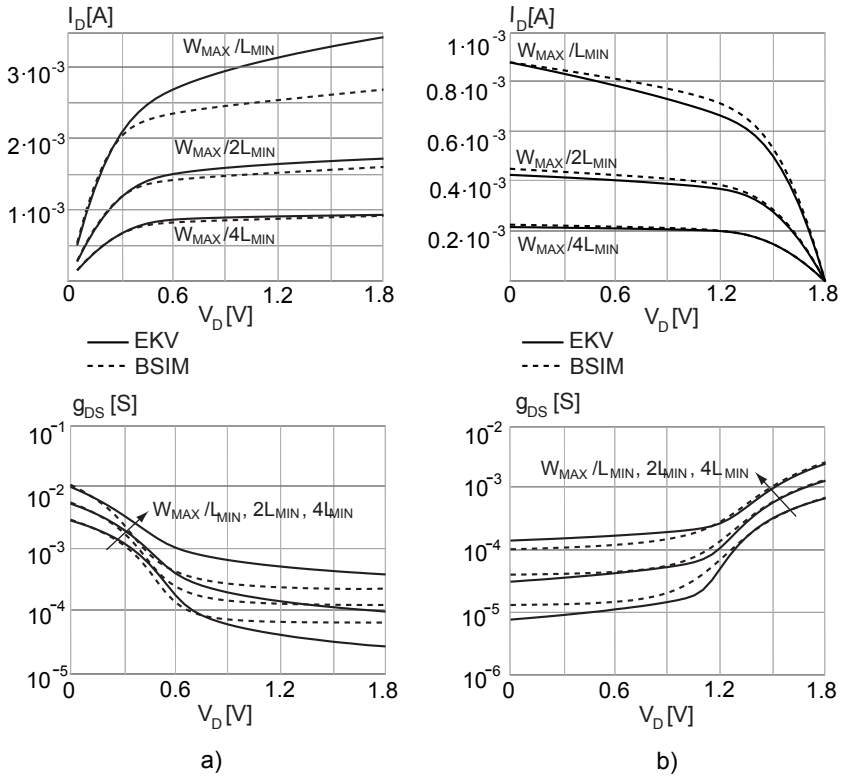 I_D[A]
3·10⁻³
2·10⁻³
1·10⁻³
W_MAX/L_MIN
W_MAX/2L_MIN
W_MAX/4L_MIN
0 0.6 1.2 1.8
V_D[V]
EKV
BSIM
I_D[A]
1·10⁻³
0.8·10⁻³
0.6·10⁻³
0.4·10⁻³
0.2·10⁻³
W_MAX/L_MIN
W_MAX/2L_MIN
W_MAX/4L_MIN
0 0.6 1.2 1.8
V_D[V]
EKV
BSIM
g_DS [S]
10⁻¹
10⁻²
10⁻³
10⁻⁴
10⁻⁵
W_MAX/L_MIN, 2L_MIN, 4L_MIN
0 0.6 1.2 1.8
V_D[V]
a)
g_DS [S]
10⁻²
10⁻³
10⁻⁴
10⁻⁵
10⁻⁶
W_MAX/L_MIN, 2L_MIN, 4L_MIN
0 0.6 1.2 1.8
V_D[V]
b)